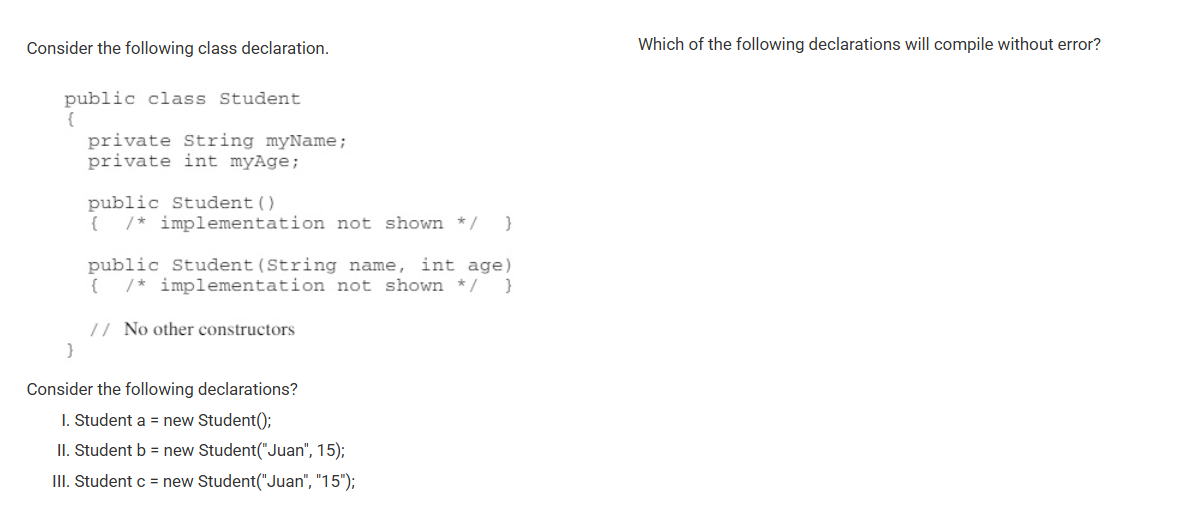 Consider the following class declaration.
public class Student
{
private String myName;
private int myAge;
public Student()
{ /* implementation not shown */ }
public Student(String name, int age)
{ /* implementation not shown */ }
// No other constructors
}
Consider the following declarations?
I. Student a = new Student();
II. Student b = new Student("Juan", 15);
III. Student c = new Student("Juan", "15");
Which of the following declarations will compile without error?